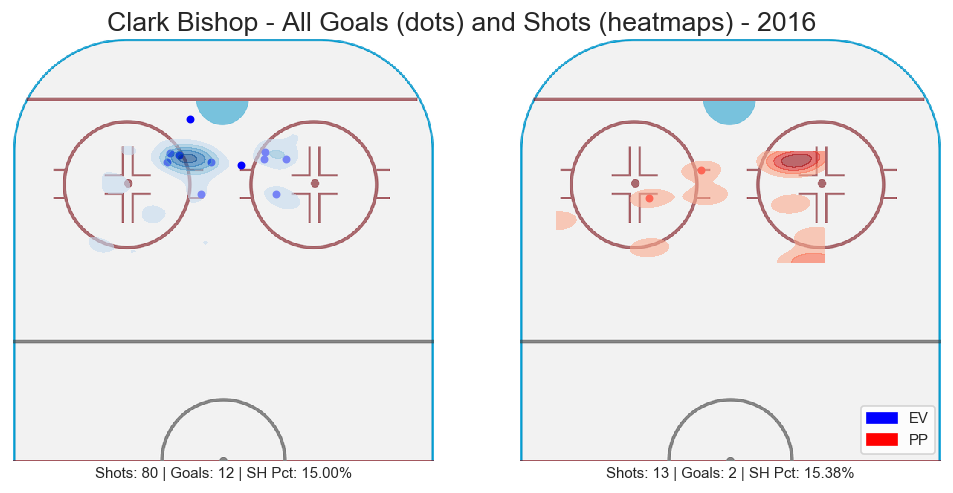 Clark Bishop - All Goals (dots) and Shots (heatmaps) - 2016
EV
PP
Shots: 80 | Goals: 12 | SH Pct: 15.00%
Shots: 13 | Goals: 2 | SH Pct: 15.38%